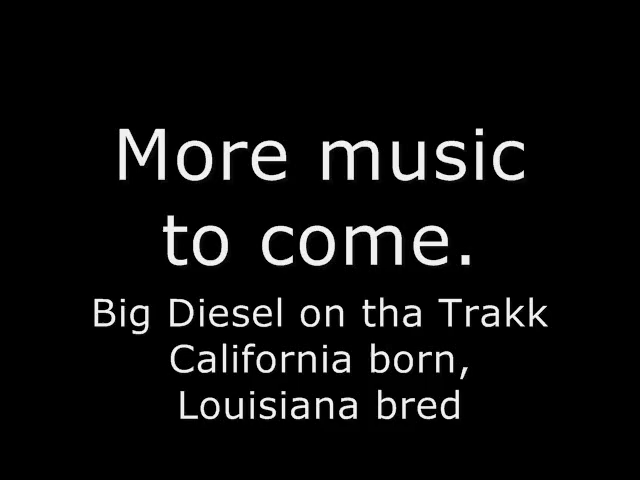 More music
to come.
Big Diesel on tha Trakk
California born,
Louisiana bred